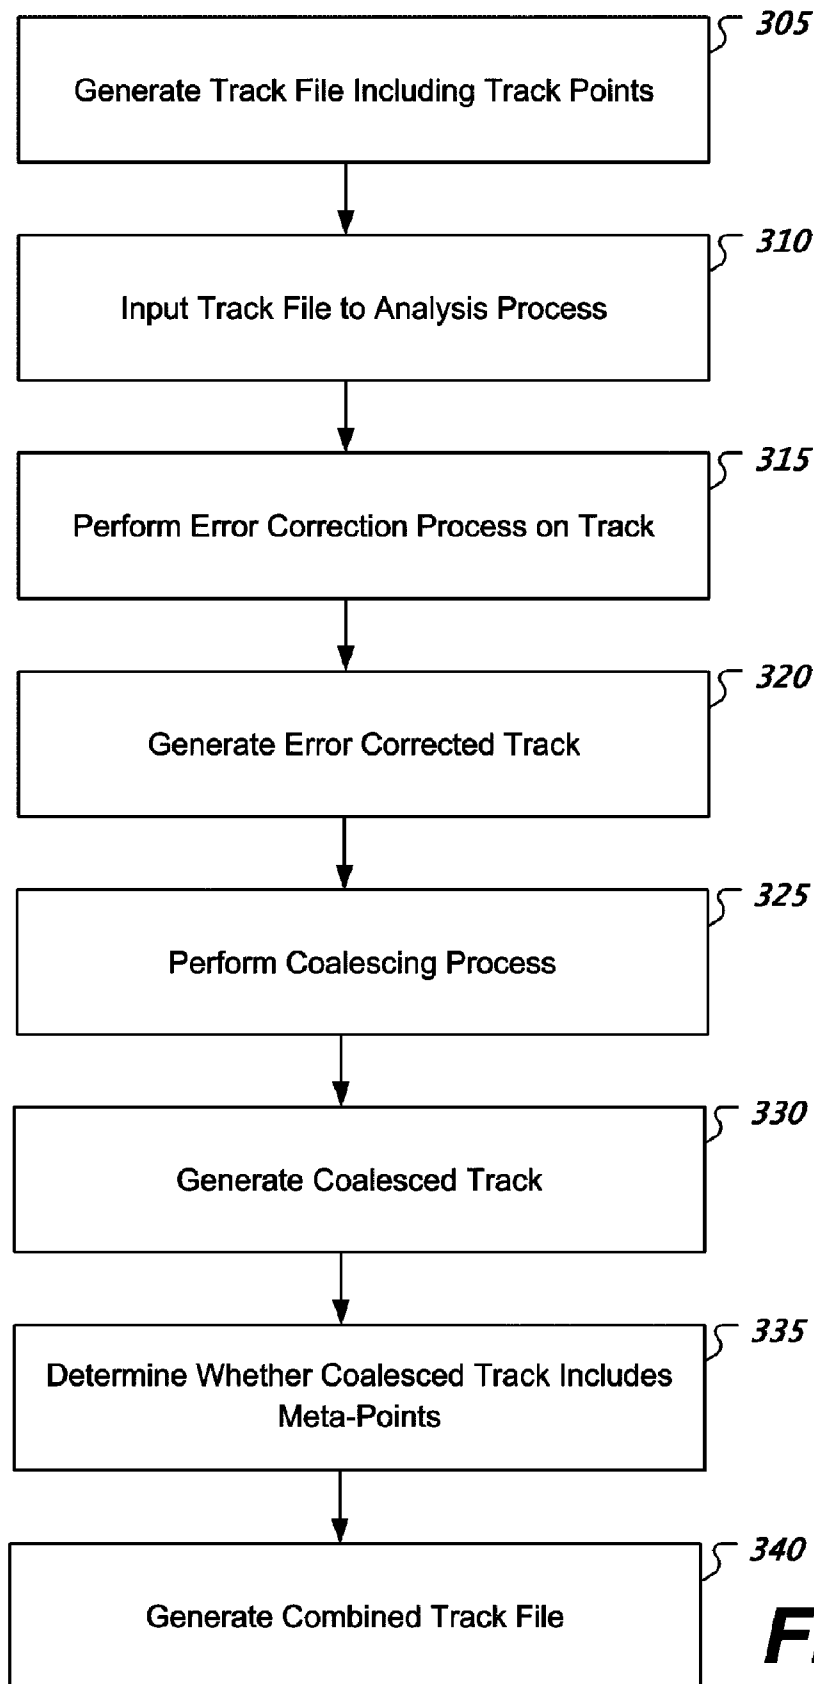 305
Generate Track File Including Track Points
310
Input Track File to Analysis Process
315
Perform Error Correction Process on Track
320
Generate Error Corrected Track
325
Perform Coalescing Process
330
Generate Coalesced Track
335
Determine Whether Coalesced Track Includes
Meta-Points
340
Generate Combined Track File